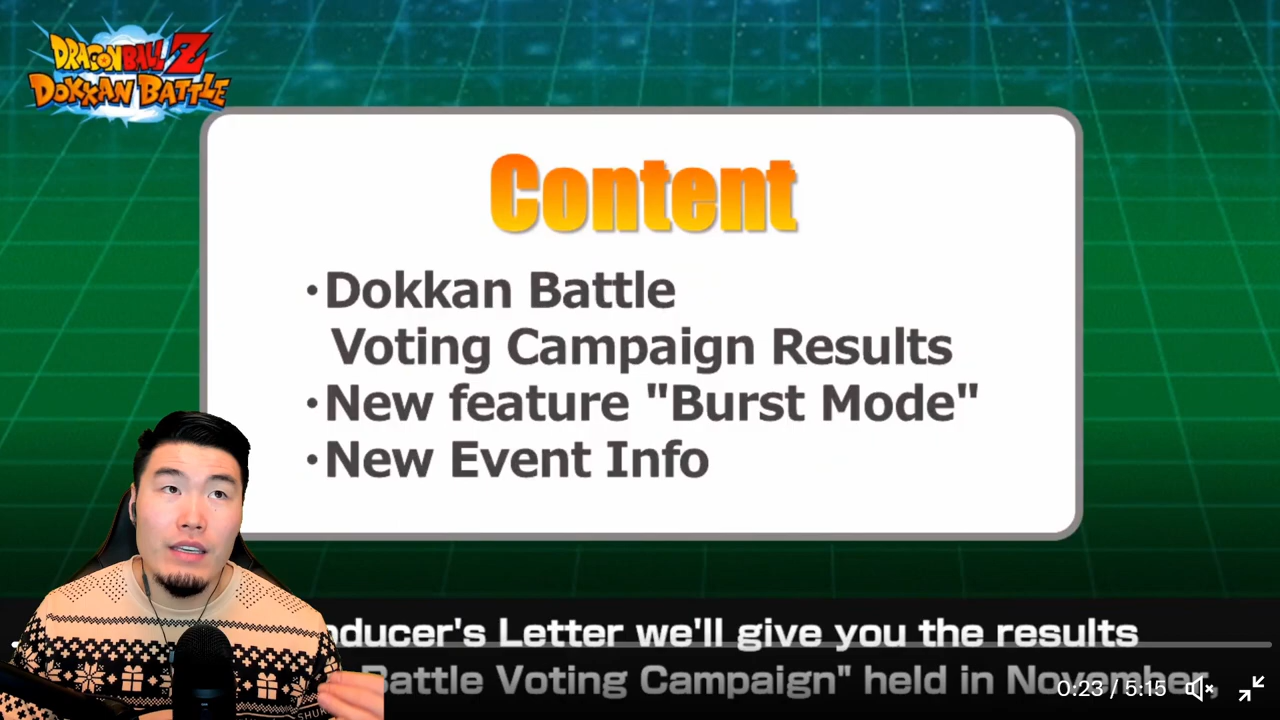 DRAGON BALL Z
DOKKAN BATTLE
Content
・Dokkan Battle
Voting Campaign Results
・New feature "Burst Mode"
・New Event Info
ducer's Letter we'll give you the results
Battle Voting Campaign" held in November,
0:23 / 5:15
SHURE